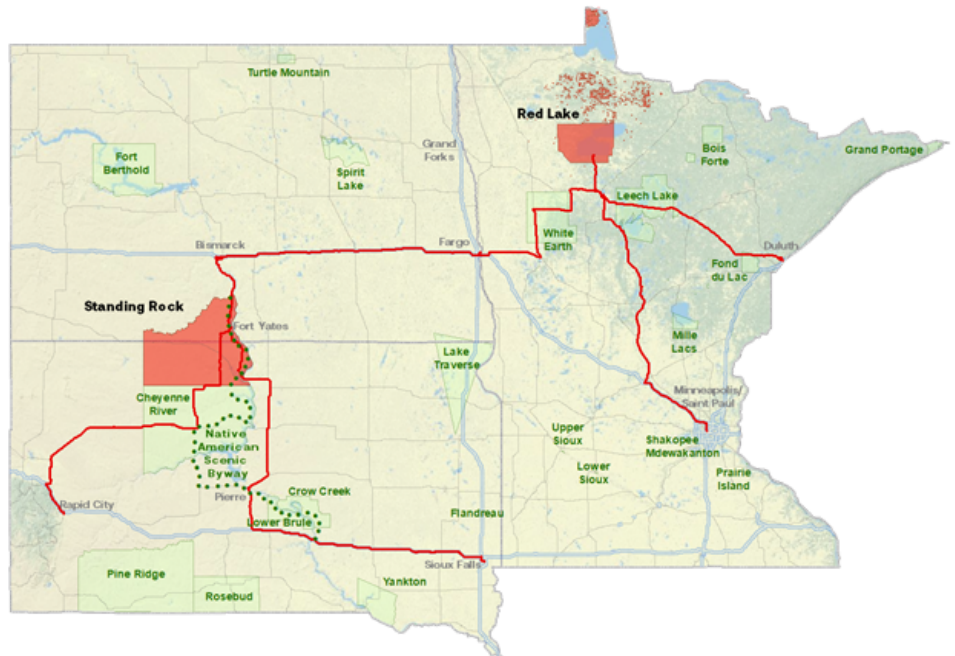 Turtle Mountain
Red Lake
Grand
Forks
Bois
Forte
Grand Portage
Fort
Berthold
Spirit
Lake
Leech Lake
White
Earth
Bismarck
Fargo
Duluth
Fond
du Lac
Standing Rock
Fort Yates
Mille
Lacs
Lake
Traverse
Cheyenne
River
Minneapolis/
Saint Paul
Native
American
Scenic
Byway
Upper
Sioux
Shakopee
Mdewakanton
Lower
Sioux
Prairie
Island
Pierre
Crow Creek
Rapid City
Lower Brule
Flandreau
Sioux Falls
Pine Ridge
Rosebud
Yankton